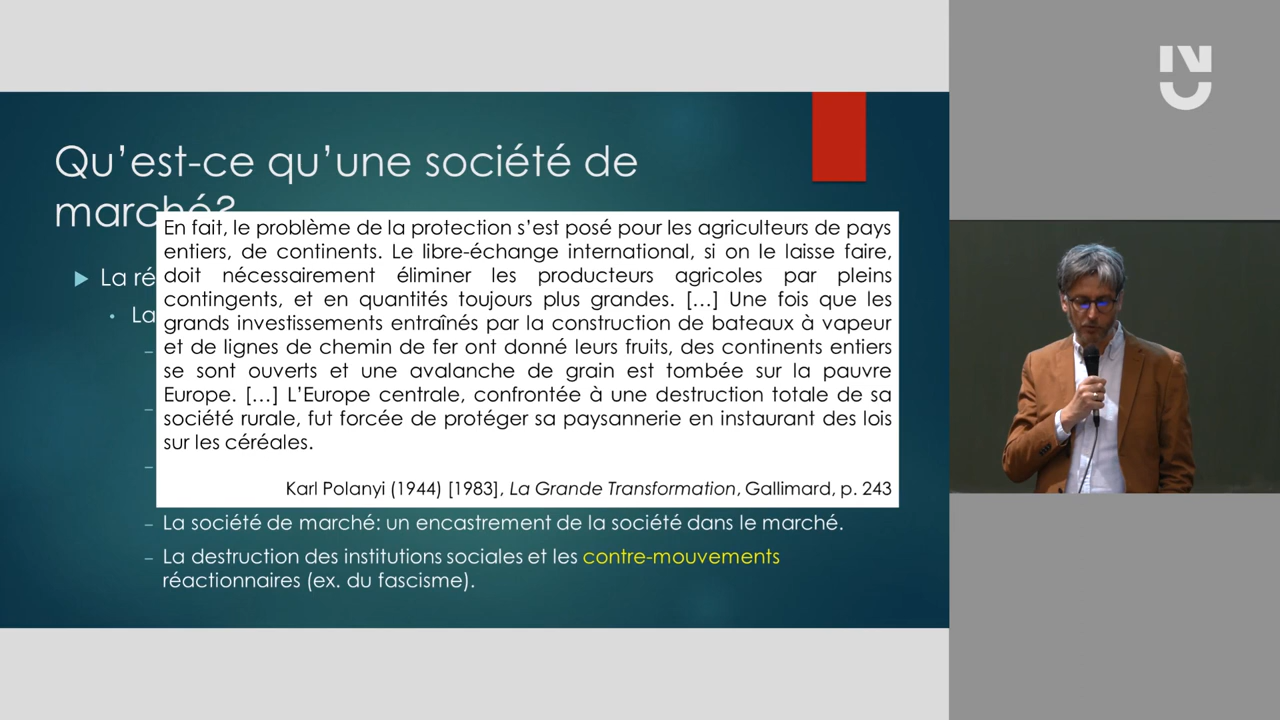 Qu’est-ce qu’une société de
marché?
En fait, le problème de la protection s’est posé pour les agriculteurs de pays
entiers, de continents. Le libre-échange international, si on le laisse faire,
doit nécessairement éliminer les producteurs agricoles par pleins
contingents, et en quantités toujours plus grandes. […] Une fois que les
grands investissements entraînés par la construction de bateaux à vapeur
et de lignes de chemin de fer ont donné leurs fruits, des continents entiers
se sont ouverts et une avalanche de grain est tombée sur la pauvre
Europe. […] L’Europe centrale, confrontée à une destruction totale de sa
société rurale, fut forcée de protéger sa paysannerie en instaurant des lois
sur les céréales.
Karl Polanyi (1944) [1983], La Grande Transformation, Gallimard, p. 243
La ré
La
– La société de marché: un encastrement de la société dans le marché.
– La destruction des institutions sociales et les contre-mouvements
réactionnaires (ex. du fascisme).